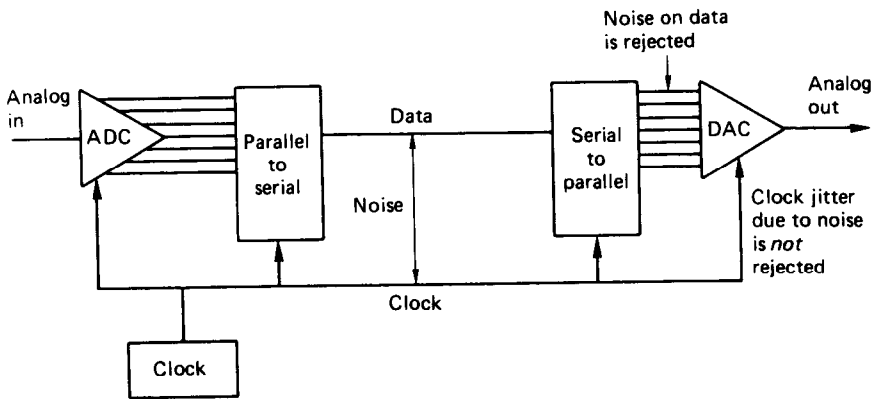 Noise on data
is rejected
Analog
in
ADC
Parallel
to
serial
Data
Noise
Serial
to
parallel
DAC
Analog
out
Clock jitter
due to noise
is not
rejected
Clock
Clock